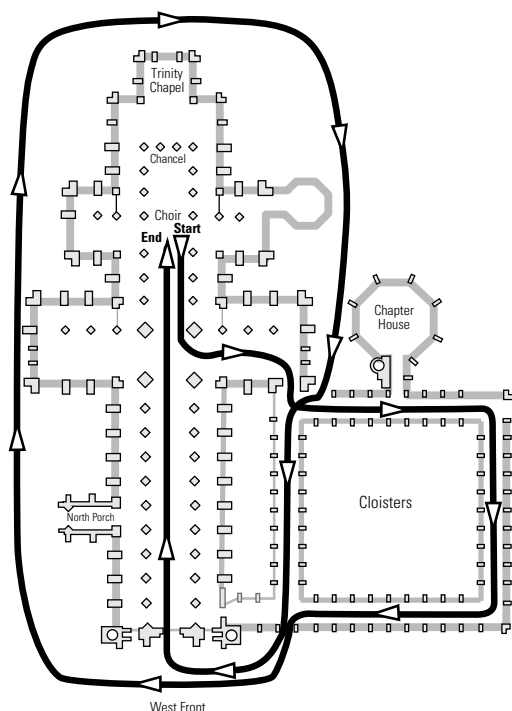 Trinity
Chapel
Chancel
Choir
End
Start
Chapter
House
Cloisters
North Porch
West Front